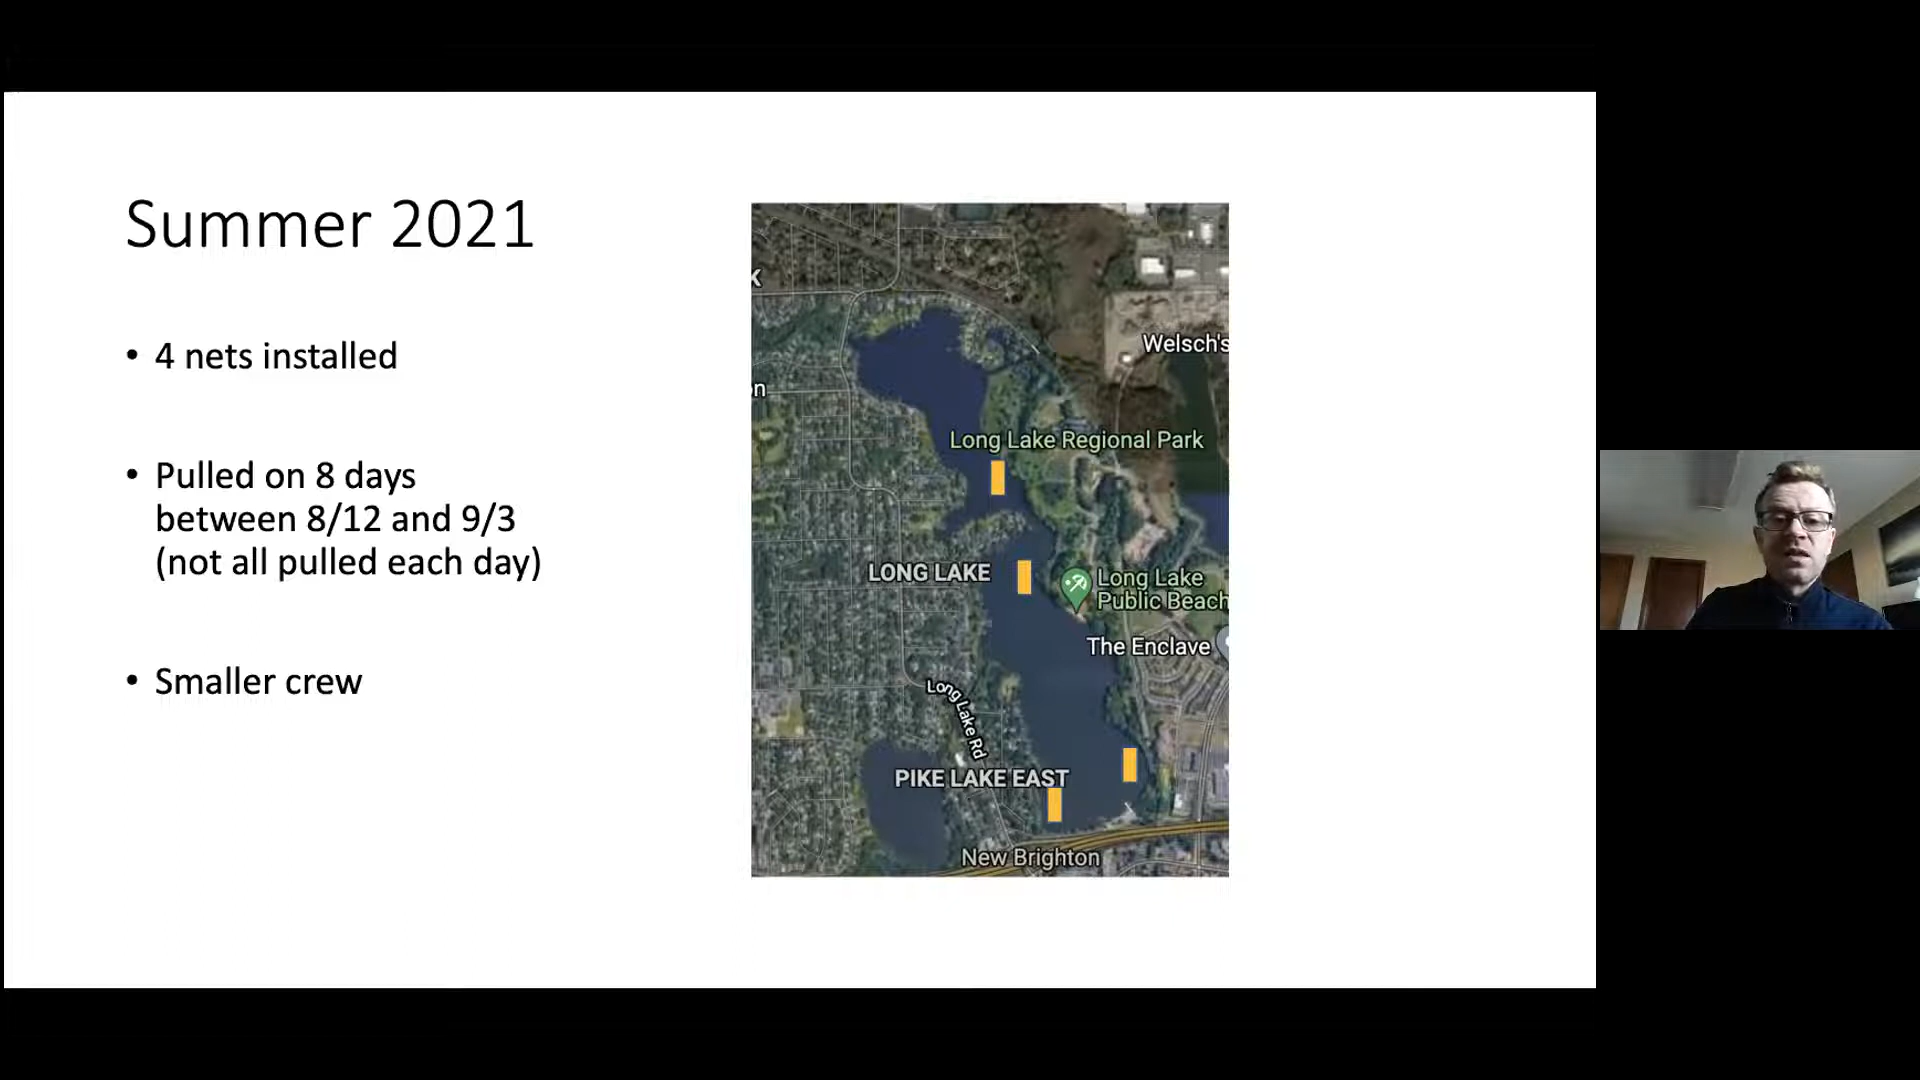 Summer 2021
• 4 nets installed
• Pulled on 8 days
between 8/12 and 9/3
(not all pulled each day)
• Smaller crew
K
on
Welsch's
Long Lake Regional Park
LONG LAKE
Long Lake
Public Beach
The Enclave
Long Lake Rd
PIKE LAKE EAST
New Brighton